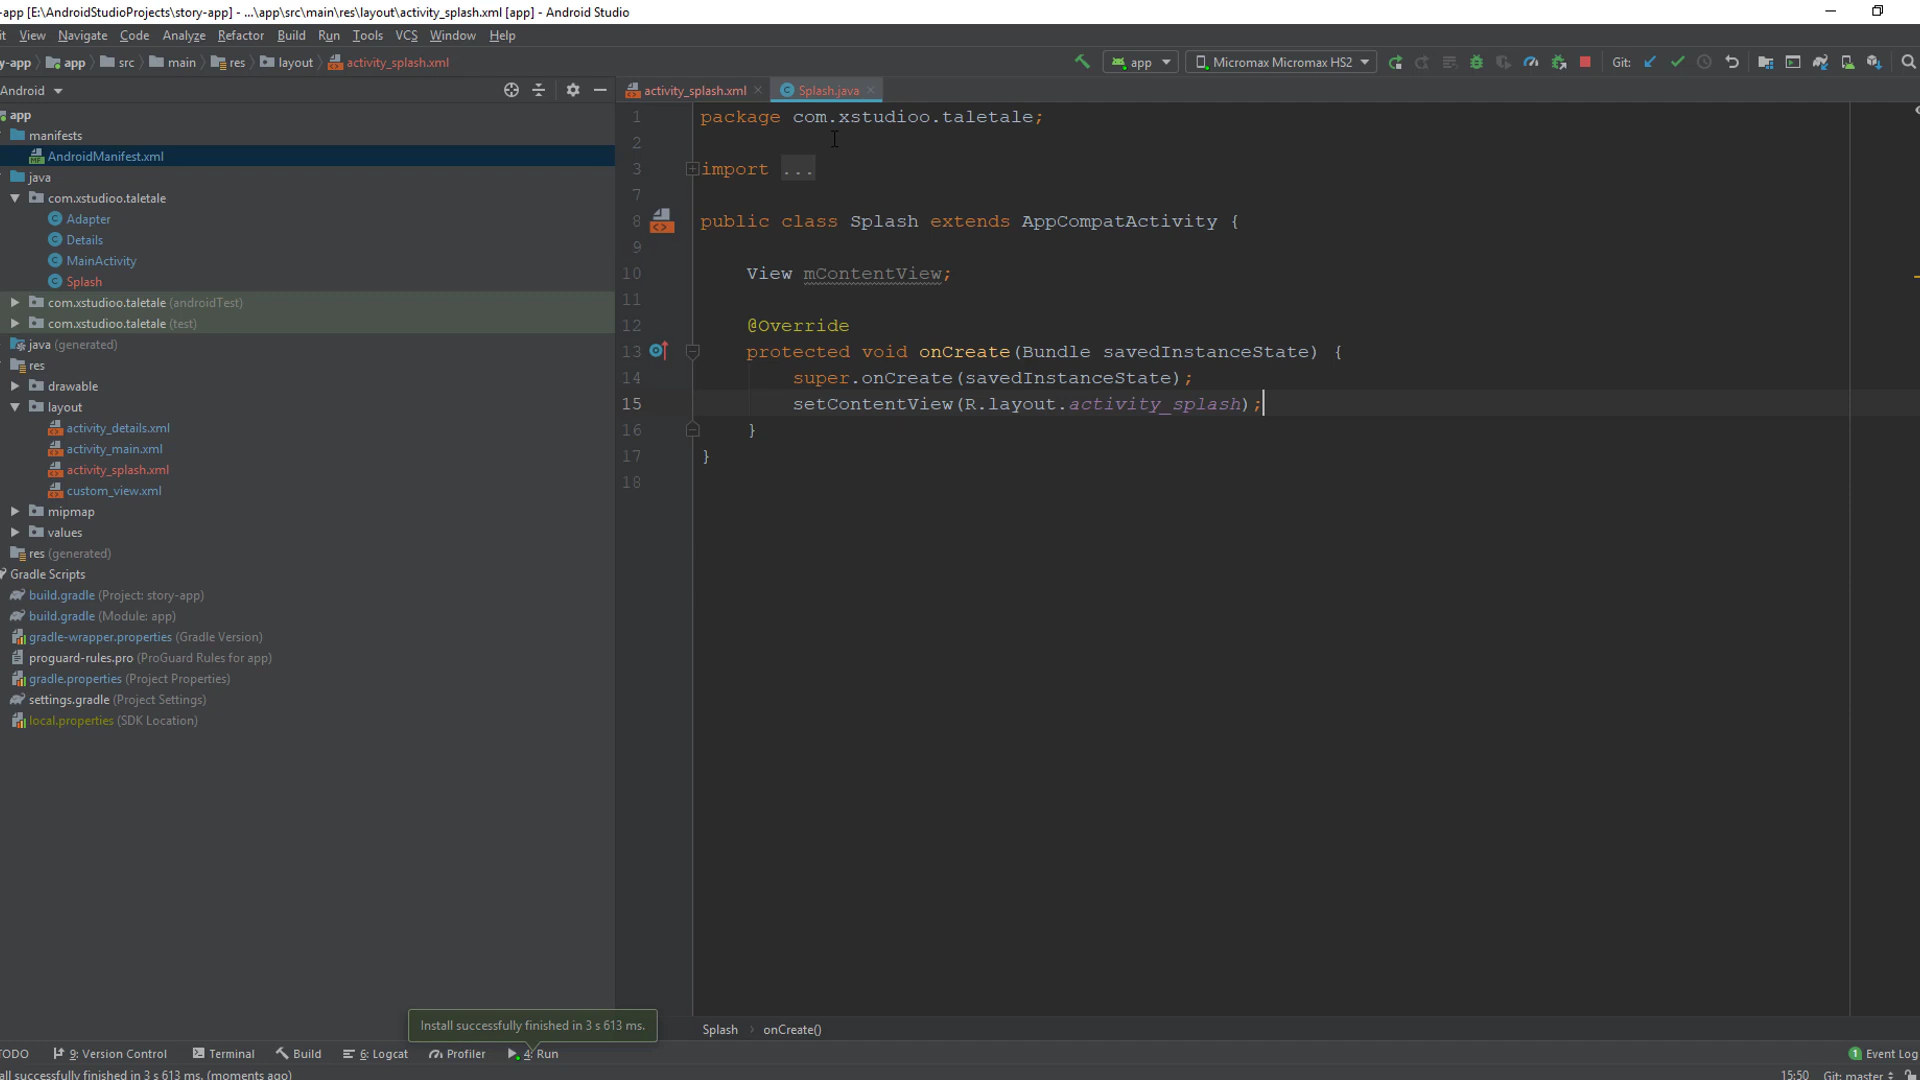 -app [E:\AndroidStudioProjects\story-app] - ...\app\src\main\res\layout\activity_splash.xml [app] - Android Studio
it View Navigate Code Analyze Refactor Build Run Tools VCS Window Help
y-app app src main res layout activity_splash.xml
app Micromax Micromax HS2 Git:
Android
activity_splash.xml Splash.java
app
manifests
AndroidManifest.xml
java
com.xstudioo.taletale
Adapter
Details
MainActivity
Splash
com.xstudioo.taletale (androidTest)
com.xstudioo.taletale (test)
java (generated)
res
drawable
layout
activity_details.xml
activity_main.xml
activity_splash.xml
custom_view.xml
mipmap
values
res (generated)
Gradle Scripts
build.gradle (Project: story-app)
build.gradle (Module: app)
gradle-wrapper.properties (Gradle Version)
proguard-rules.pro (ProGuard Rules for app)
gradle.properties (Project Properties)
settings.gradle (Project Settings)
local.properties (SDK Location)
1 package com.xstudioo.taletale;
2
3 import ...
7
8 public class Splash extends AppCompatActivity {
9
10 View mContentView;
11
12 @Override
13 protected void onCreate(Bundle savedInstanceState) {
14 super.onCreate(savedInstanceState);
15 setContentView(R.layout.activity_splash);
16 }
17 }
18
Install successfully finished in 3 s 613 ms.
Splash onCreate()
TODO 9: Version Control Terminal Build 6: Logcat Profiler 4: Run 1 Event Log
all successfully finished in 3 s 613 ms. (moments ago) 15:50 Git: master